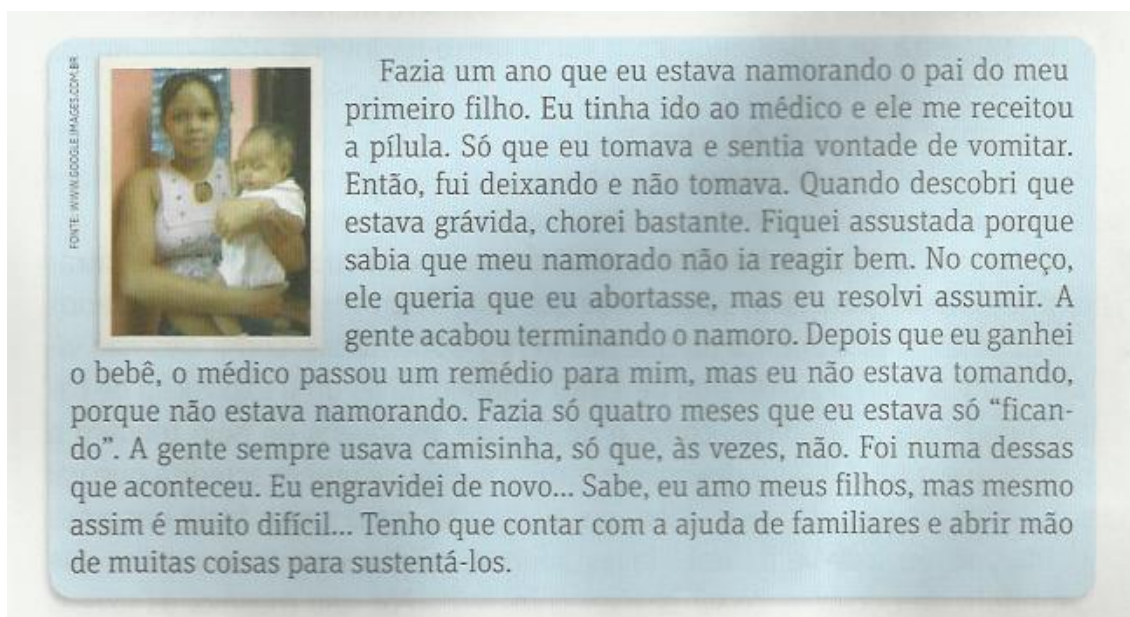 FONTE: WWW.GOOGLE.IMAGES.COM.BR
Fazia um ano que eu estava namorando o pai do meu
primeiro filho. Eu tinha ido ao médico e ele me receitou
a pílula. Só que eu tomava e sentia vontade de vomitar.
Então, fui deixando e não tomava. Quando descobri que
estava grávida, chorei bastante. Fiquei assustada porque
sabia que meu namorado não ia reagir bem. No começo,
ele queria que eu abortasse, mas eu resolvi assumir. A
gente acabou terminando o namoro. Depois que eu ganhei
o bebê, o médico passou um remédio para mim, mas eu não estava tomando,
porque não estava namorando. Fazia só quatro meses que eu estava só “fican-
do”. A gente sempre usava camisinha, só que, às vezes, não. Foi numa dessas
que aconteceu. Eu engravidei de novo... Sabe, eu amo meus filhos, mas mesmo
assim é muito difícil... Tenho que contar com a ajuda de familiares e abrir mão
de muitas coisas para sustentá-los.